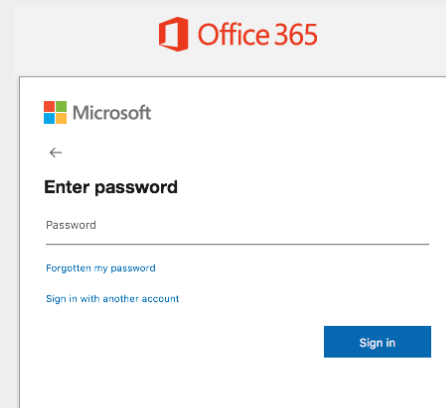 Office 365
Microsoft
Enter password
Password
Forgotten my password
Sign in with another account
Sign in